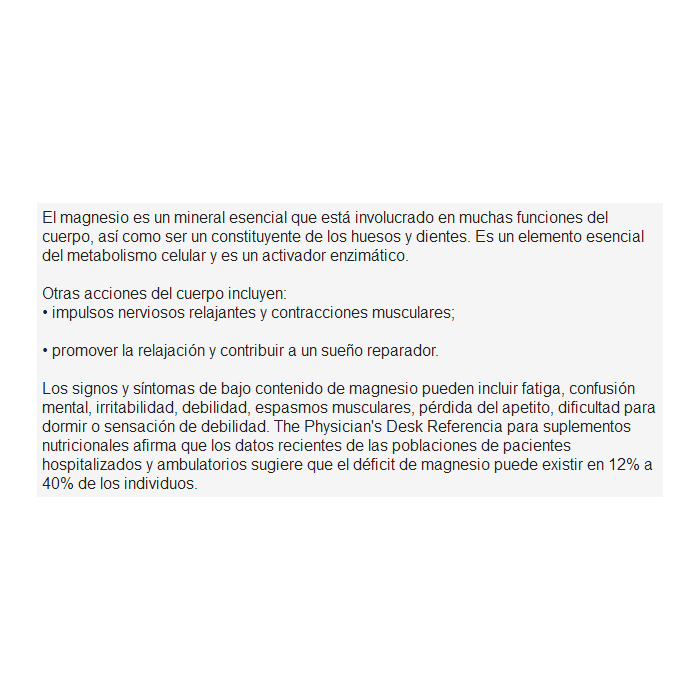 El magnesio es un mineral esencial que está involucrado en muchas funciones del
cuerpo, así como ser un constituyente de los huesos y dientes. Es un elemento esencial
del metabolismo celular y es un activador enzimático.
Otras acciones del cuerpo incluyen:
• impulsos nerviosos relajantes y contracciones musculares;
• promover la relajación y contribuir a un sueño reparador.
Los signos y síntomas de bajo contenido de magnesio pueden incluir fatiga, confusión
mental, irritabilidad, debilidad, espasmos musculares, pérdida del apetito, dificultad para
dormir o sensación de debilidad. The Physician's Desk Referencia para suplementos
nutricionales afirma que los datos recientes de las poblaciones de pacientes
hospitalizados y ambulatorios sugiere que el déficit de magnesio puede existir en 12% a
40% de los individuos.